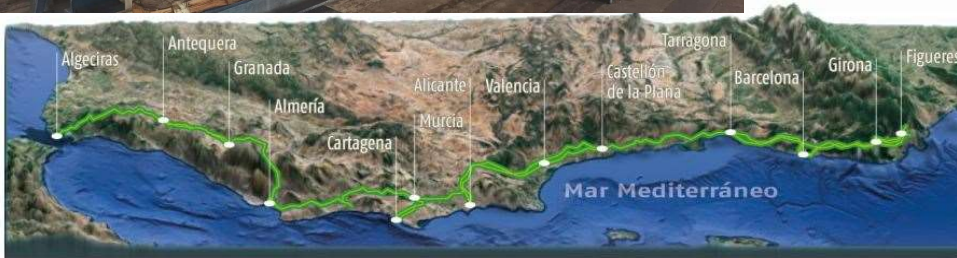 Algeciras
Antequera
Granada
Almería
Cartagena
Murcia
Alicante
Valencia
Castellón
de la Plana
Tarragona
Barcelona
Girona
Figueres
Mar Mediterráneo